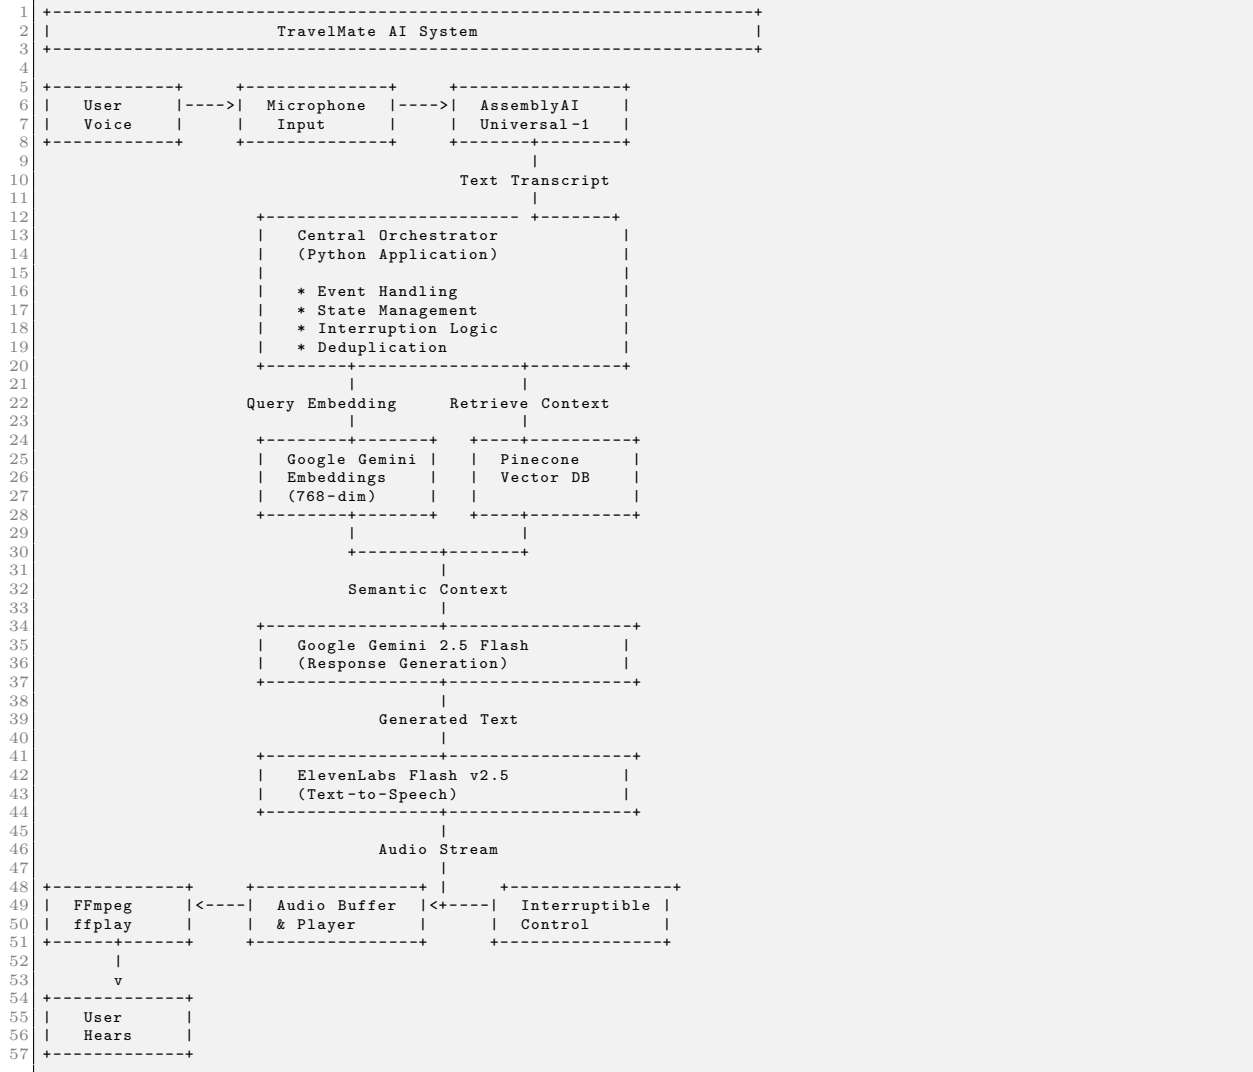 1 +----------------------------------------------------------------------+
2 |                      TravelMate AI System                           |
3 +----------------------------------------------------------------------+
4
5 +------------+     +--------------+     +----------------+
6 |   User     |---->|  Microphone  |---->|  AssemblyAI    |
7 |   Voice    |     |   Input      |     |  Universal-1   |
8 +------------+     +--------------+     +-------+--------+
9                                                 |
10                                         Text Transcript
11                                                |
12                     +------------------------- +-------+
13                     |   Central Orchestrator            |
14                     |   (Python Application)            |
15                     |                                   |
16                     |   * Event Handling                |
17                     |   * State Management              |
18                     |   * Interruption Logic            |
19                     |   * Deduplication                 |
20                     +--------+----------------+---------+
21                              |                |
22                    Query Embedding     Retrieve Context
23                              |                |
24                     +--------+-------+   +----+----------+
25                     |  Google Gemini |   |  Pinecone     |
26                     |  Embeddings    |   |  Vector DB    |
27                     |  (768-dim)     |   |               |
28                     +--------+-------+   +----+----------+
29                              |                |
30                              +--------+-------+
31                                       |
32                              Semantic Context
33                                       |
34                     +-----------------+------------------+
35                     |   Google Gemini 2.5 Flash         |
36                     |   (Response Generation)           |
37                     +-----------------+------------------+
38                                       |
39                                 Generated Text
40                                       |
41                     +-----------------+------------------+
42                     |   ElevenLabs Flash v2.5           |
43                     |   (Text-to-Speech)                |
44                     +-----------------+------------------+
45                                       |
46                                 Audio Stream
47                                       |
48 +-------------+     +----------------+ |     +----------------+
49 |  FFmpeg     |<----|  Audio Buffer  |<+----|  Interruptible |
50 |  ffplay     |     |  & Player      |      |  Control       |
51 +------+------+     +----------------+      +----------------+
52        |
53        v
54 +-------------+
55 |   User      |
56 |   Hears     |
57 +-------------+